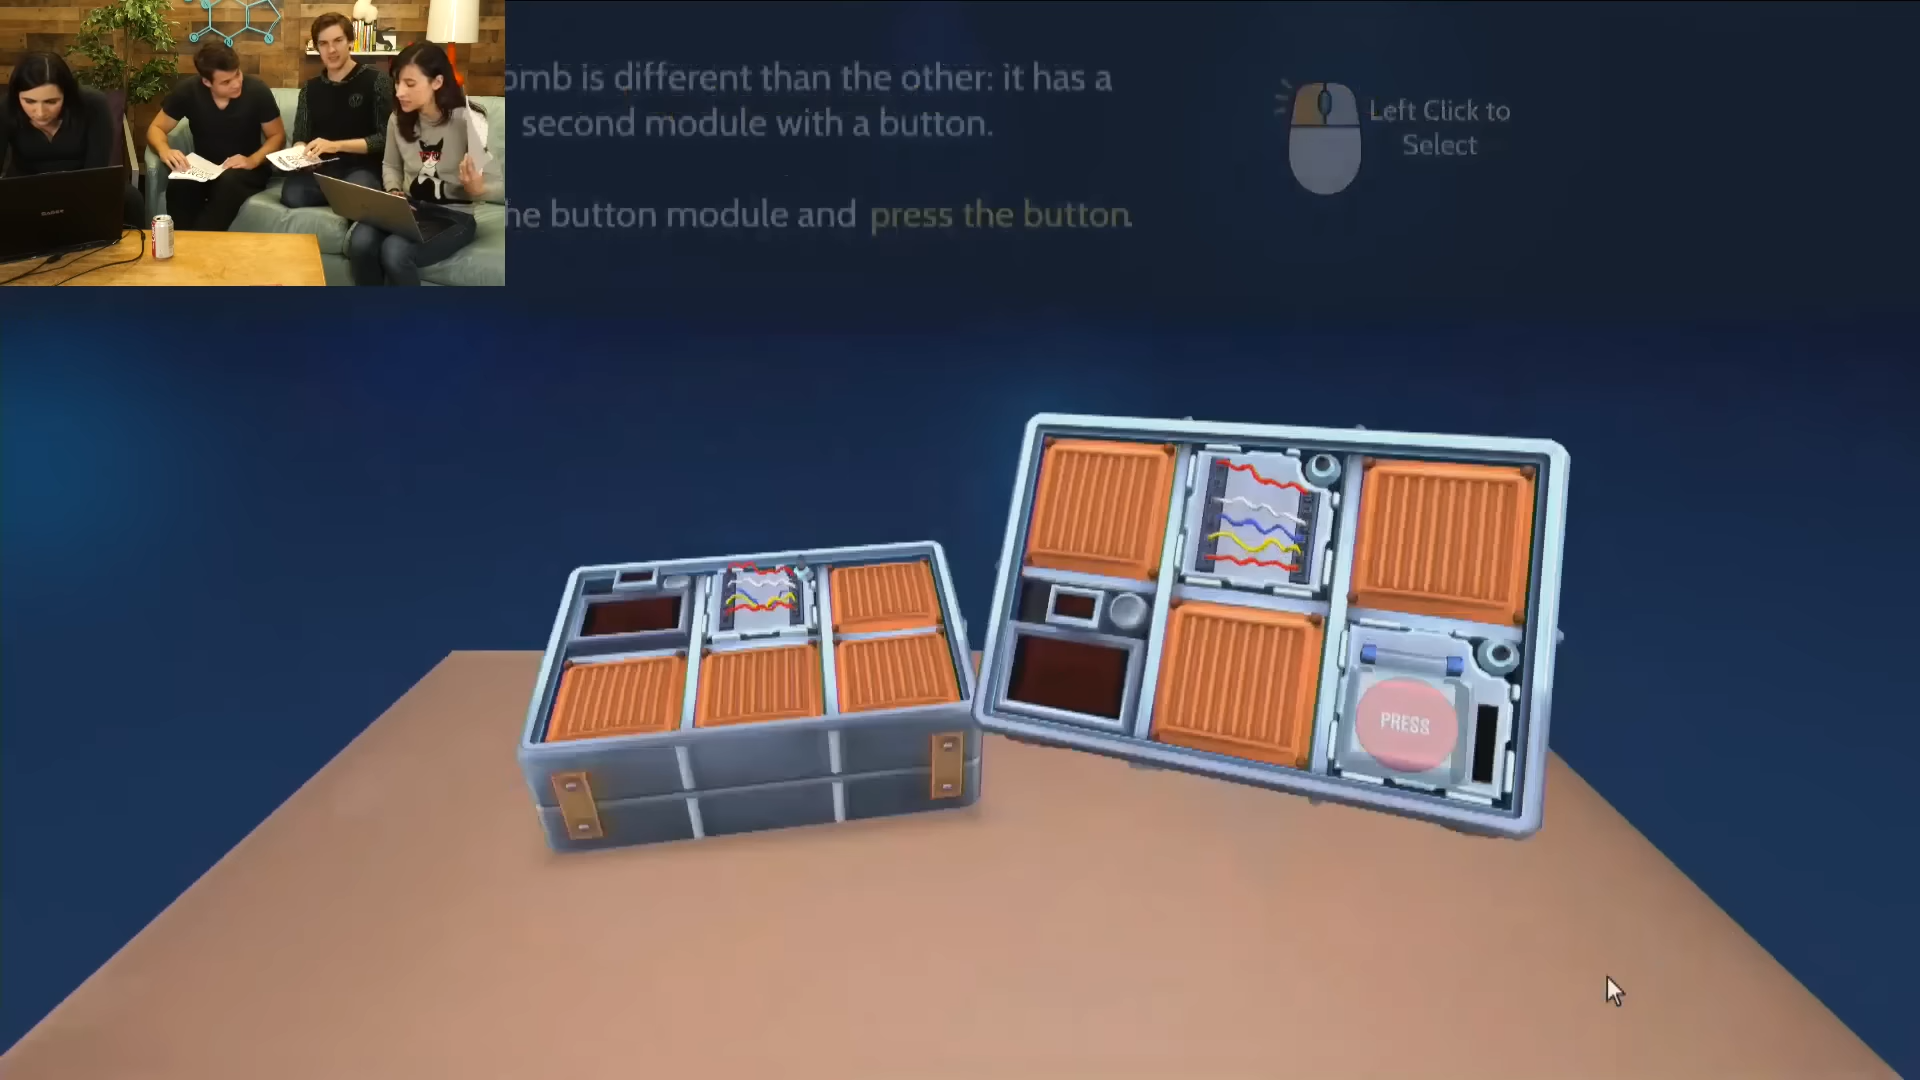 omb is different than the other: it has a
second module with a button.
he button module and press the button.
Left Click to
Select
PRESS